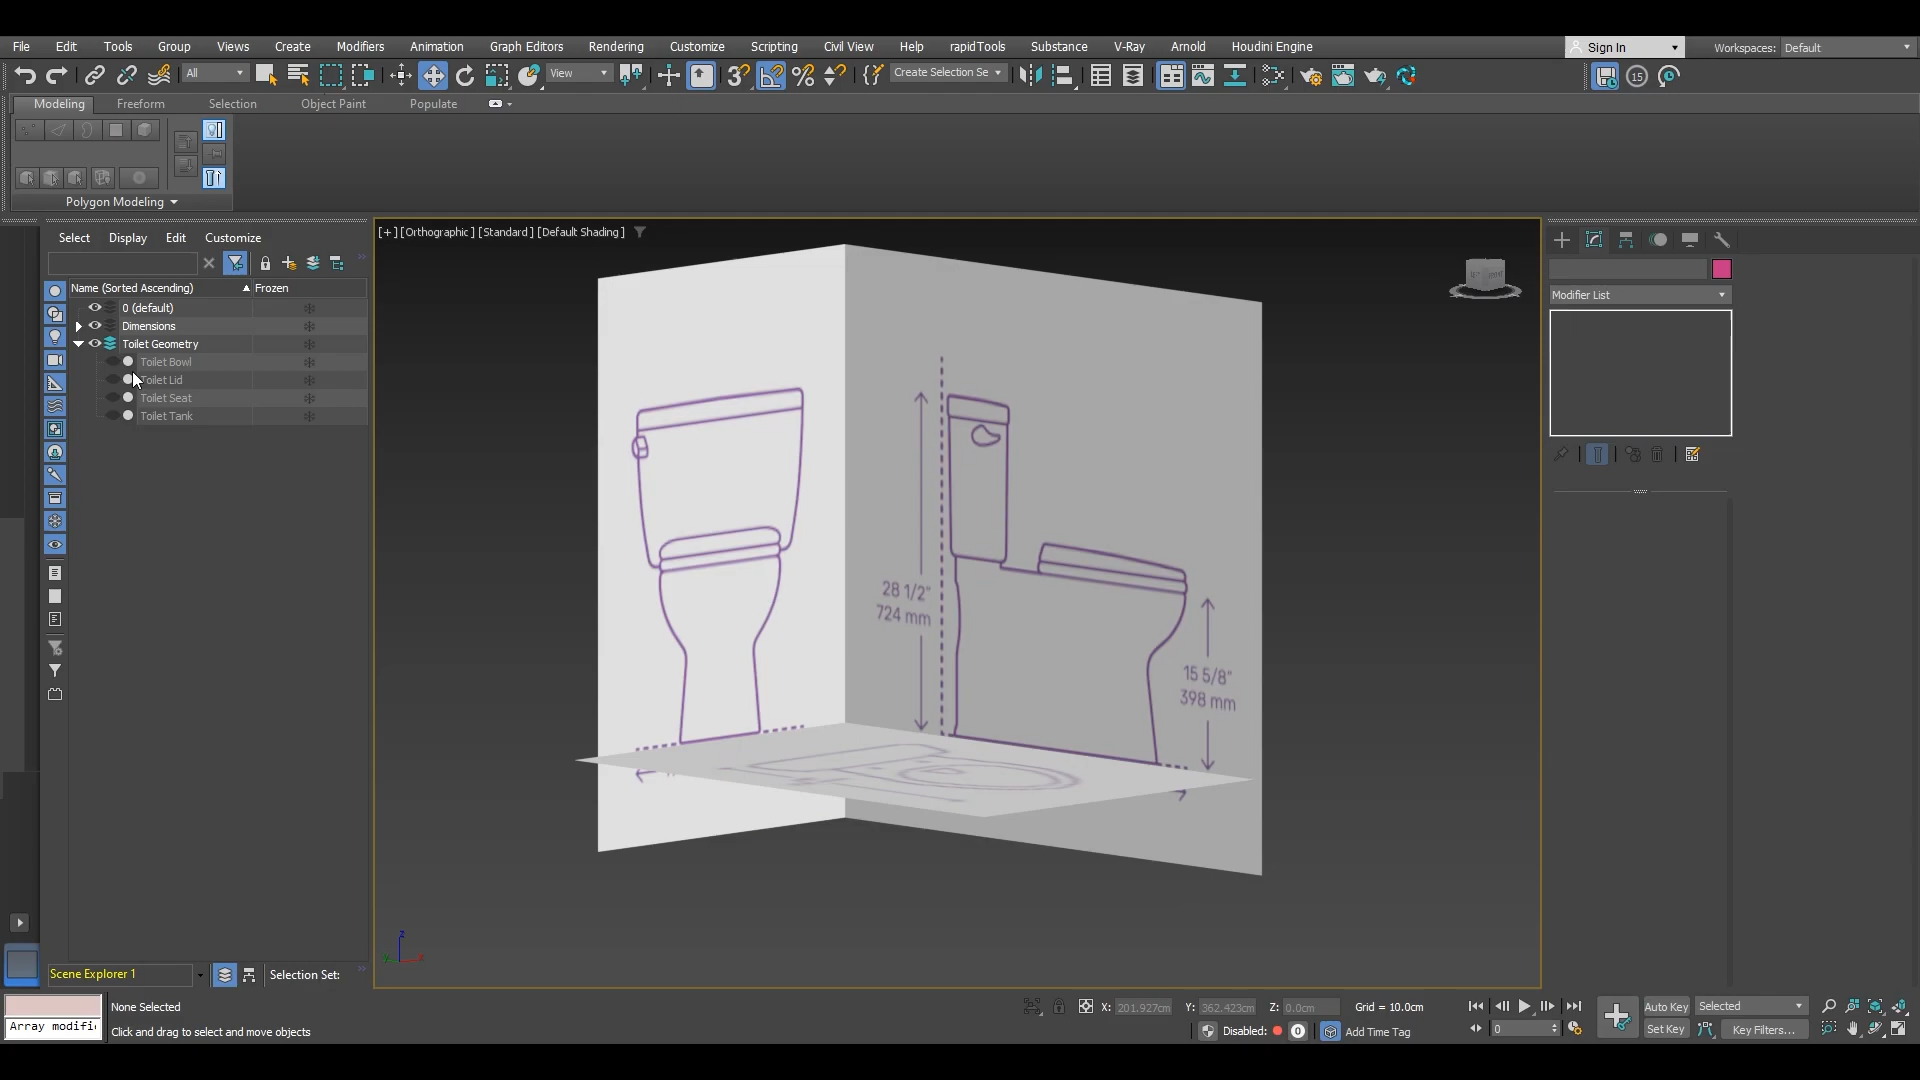 File Edit Tools Group Views Create Modifiers Animation Graph Editors Rendering Customize Scripting Civil View Help rapidTools Substance V-Ray Arnold Houdini Engine Sign In Workspaces: Default
All View Create Selection Se 15
Modeling Freeform Selection Object Paint Populate
Polygon Modeling
Select Display Edit Customize
[+] [Orthographic] [Standard] [Default Shading]
Name (Sorted Ascending) Frozen
0 (default)
Dimensions
Toilet Geometry
Toilet Bowl
Toilet Lid
Toilet Seat
Toilet Tank
Modifier List
28 1/2"
724 mm
15 5/8"
398 mm
Scene Explorer 1 Selection Set:
None Selected X: 201.927cm Y: 362.423cm Z: 0.0cm Grid = 10.0cm Auto Key Selected
Array modifi Click and drag to select and move objects Disabled: 0 Add Time Tag 0 Set Key Key Filters...
z
x
y